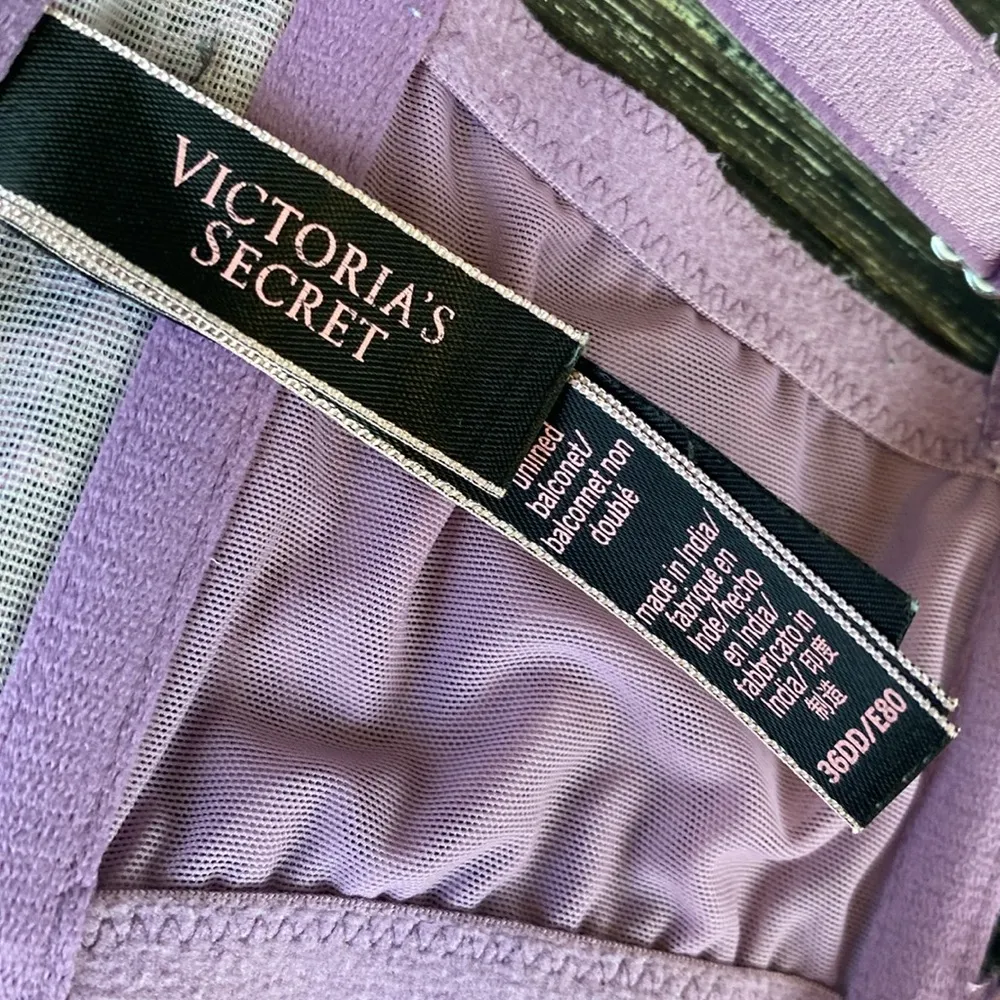 VICTORIA'S
SECRET
unlined
balconet/
balconnet non
doublé
made in India/
fabriqué en
Inde/hecho
en India/
fabbricato in
India/ 印度
制造
36DD/E80